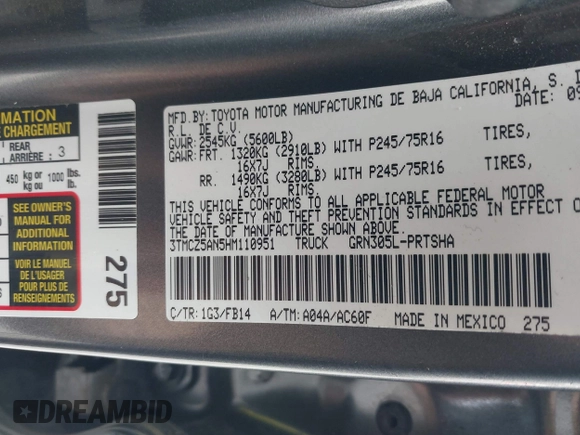 MATION
E CHARGEMENT
REAR
ARRIÈRE : 3
450 kg or 1000 lbs.
kg ou lb.
SEE OWNER'S
MANUAL FOR
ADDITIONAL
INFORMATION
VOIR LE MANUEL
DE L'USAGER
POUR PLUS DE
RENSEIGNEMENTS
275
MFD.BY:TOYOTA MOTOR MANUFACTURING DE BAJA CALIFORNIA, S. D
R.L. DE C.V. DATE: 09
GVWR: 2545KG (5600LB)
GAWR: FRT. 1320KG (2910LB) WITH P245/75R16 TIRES,
16X7J RIMS.
RR. 1490KG (3280LB) WITH P245/75R16 TIRES,
16X7J RIMS.
THIS VEHICLE CONFORMS TO ALL APPLICABLE FEDERAL MOTOR
VEHICLE SAFETY AND THEFT PREVENTION STANDARDS IN EFFECT ON
THE DATE OF MANUFACTURE SHOWN ABOVE.
3TMCZ5AN5HM110951 TRUCK GRN305L-PRTSHA
C/TR: 1G3/FB14 A/TM: A04A/AC60F MADE IN MEXICO 275
DREAMBID